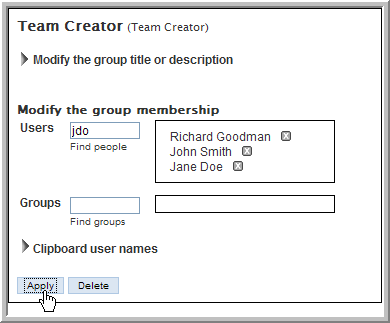 Team Creator (Team Creator)
Modify the group title or description
Modify the group membership
Users jdo
Find people
Richard Goodman x
John Smith x
Jane Doe x
Groups
Find groups
Clipboard user names
Apply Delete